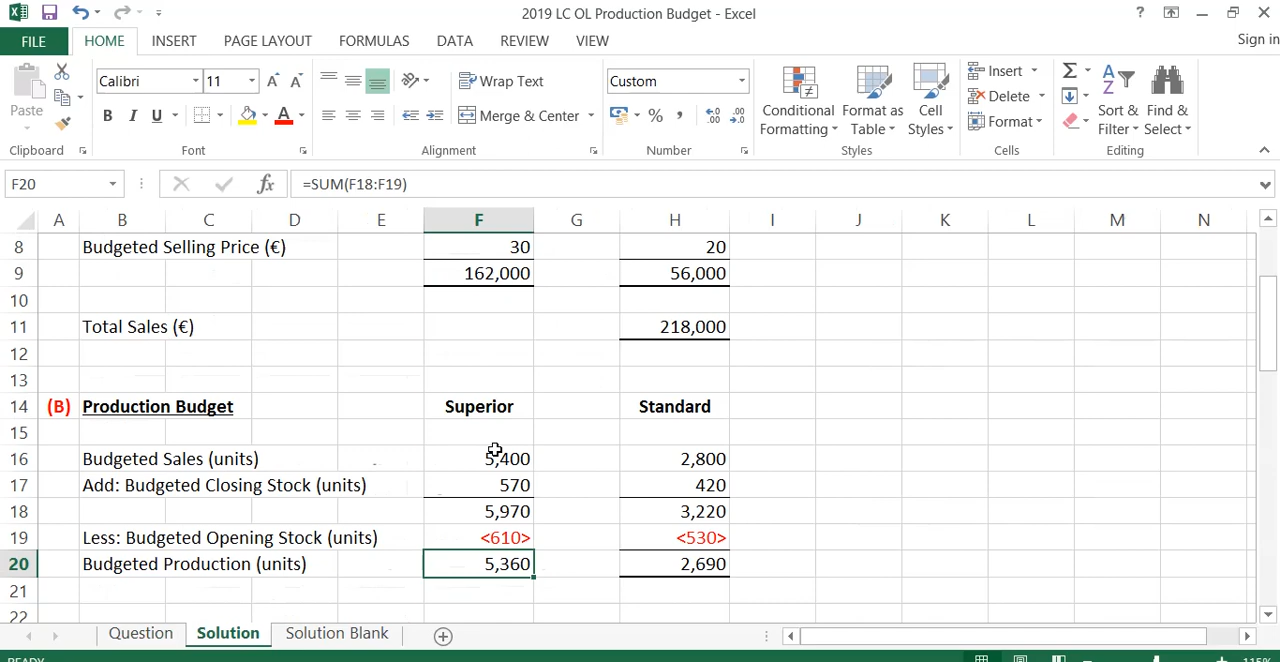 2019 LC OL Production Budget - Excel
?
FILE HOME INSERT PAGE LAYOUT FORMULAS DATA REVIEW VIEW Sign in
Calibri 11 Wrap Text Custom Insert
Paste B I U Merge & Center % , Conditional Formatting Format as Table Cell Styles Delete Format Sort & Filter Find & Select
Clipboard Font Alignment Number Styles Cells Editing
F20 fx =SUM(F18:F19)
A B C D E F G H I J K L M N
8 Budgeted Selling Price (€) 30 20
9 162,000 56,000
10
11 Total Sales (€) 218,000
12
13
14 (B) Production Budget Superior Standard
15
16 Budgeted Sales (units) 5,400 2,800
17 Add: Budgeted Closing Stock (units) 570 420
18 5,970 3,220
19 Less: Budgeted Opening Stock (units) <610> <530>
20 Budgeted Production (units) 5,360 2,690
21
22
Question Solution Solution Blank
READY 115%